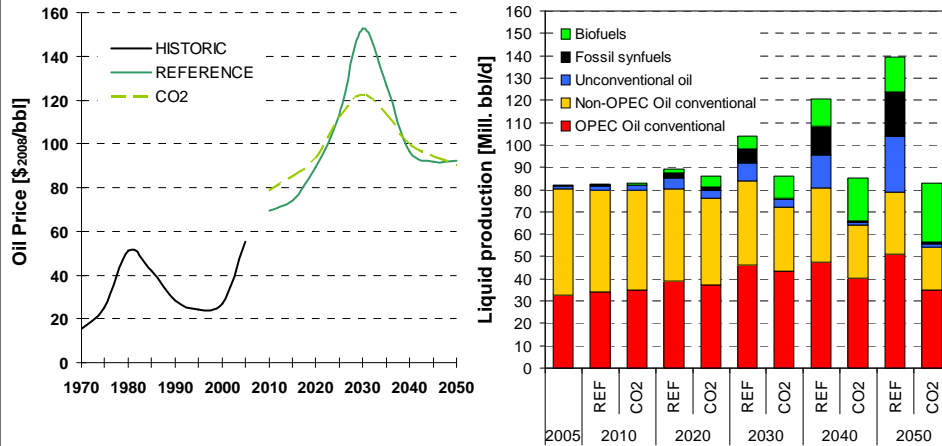 Oil Price [$2008/bbl]
160
140
120
100
80
60
40
20
0
HISTORIC
REFERENCE
CO2
1970 1980 1990 2000 2010 2020 2030 2040 2050
Liquid production [Mill. bbl/d]
160
150
140
130
120
110
100
90
80
70
60
50
40
30
20
10
0
Biofuels
Fossil synfuels
Unconventional oil
Non-OPEC Oil conventional
OPEC Oil conventional
REF CO2 REF CO2 REF CO2 REF CO2 REF CO2
2005 2010 2020 2030 2040 2050